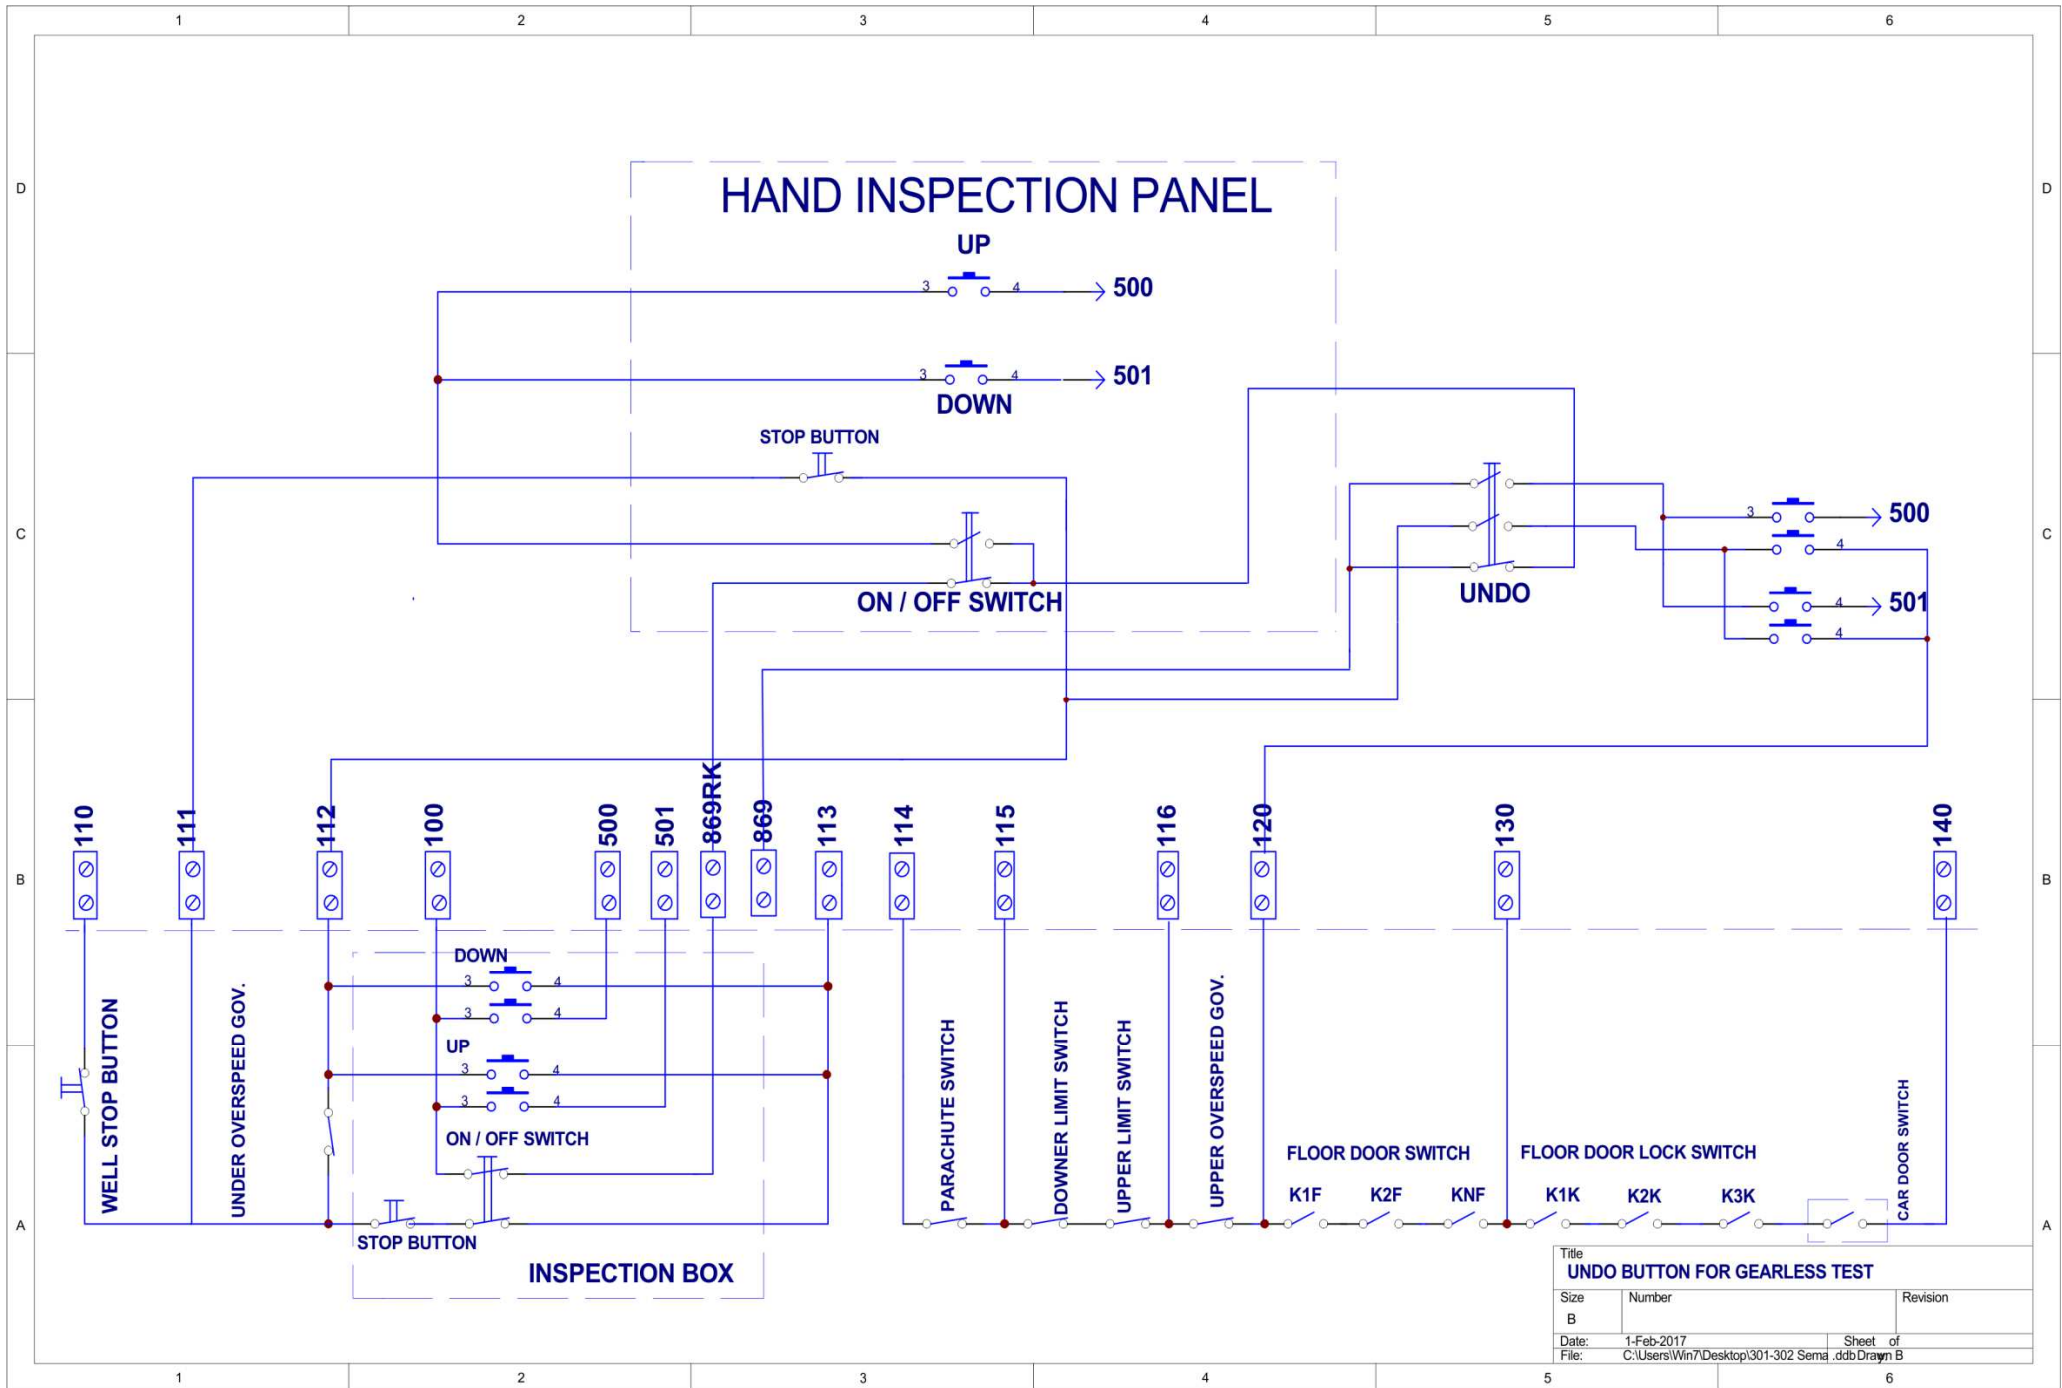 1 2 3 4 5 6
D D
HAND INSPECTION PANEL
UP
3 4 500
3 4 501
DOWN
STOP BUTTON
C C
3 500
4
ON / OFF SWITCH
UNDO
4 501
4
110
111
112
100
500
501
869RK
869
113
114
115
116
120
130
140
B B
DOWN
3 4
3 4
UP
3 4
3 4
ON / OFF SWITCH
WELL STOP BUTTON
UNDER OVERSPEED GOV.
PARACHUTE SWITCH
DOWNER LIMIT SWITCH
UPPER LIMIT SWITCH
UPPER OVERSPEED GOV.
FLOOR DOOR SWITCH
FLOOR DOOR LOCK SWITCH
CAR DOOR SWITCH
K1F K2F KNF K1K K2K K3K
A A
STOP BUTTON
INSPECTION BOX
Title
UNDO BUTTON FOR GEARLESS TEST
Size Number Revision
B
Date: 1-Feb-2017 Sheet of
File: C:\Users\Win7\Desktop\301-302 Sema .ddb B
1 2 3 4 5 6